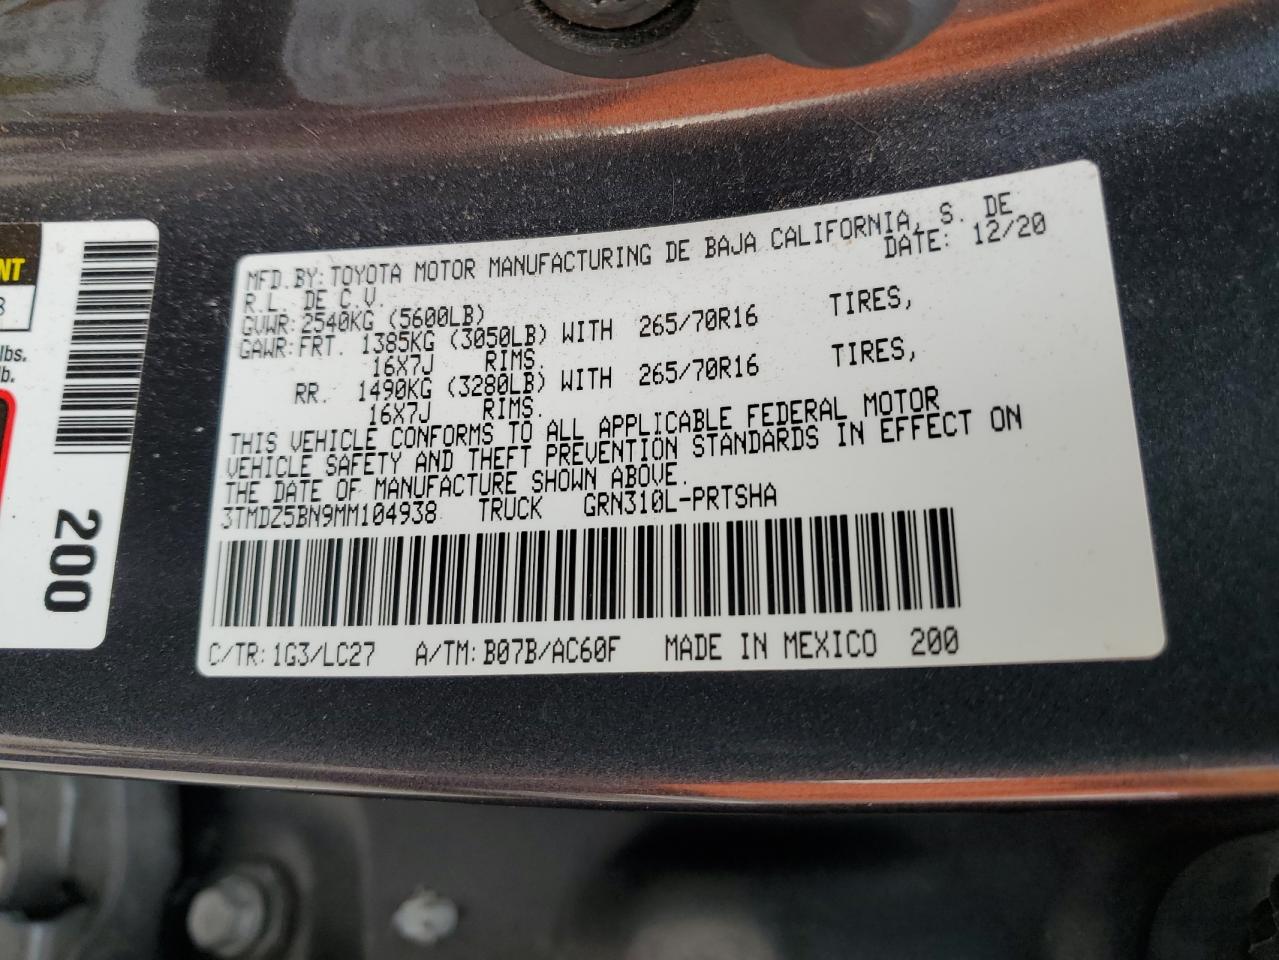 MFD.BY: TOYOTA MOTOR MANUFACTURING DE BAJA CALIFORNIA, S. DE
R.L. DE C.V. DATE: 12/20
GVWR: 2540KG (5600LB)
GAWR: FRT. 1385KG (3050LB) WITH 265/70R16 TIRES,
16X7J RIMS.
RR. 1490KG (3280LB) WITH 265/70R16 TIRES,
16X7J RIMS.
THIS VEHICLE CONFORMS TO ALL APPLICABLE FEDERAL MOTOR
VEHICLE SAFETY AND THEFT PREVENTION STANDARDS IN EFFECT ON
THE DATE OF MANUFACTURE SHOWN ABOVE.
3TMDZ5BN9MM104938 TRUCK GRN310L-PRTSHA
C/TR: 1G3/LC27 A/TM: B07B/AC60F MADE IN MEXICO 200
NT
lbs.
b.
200